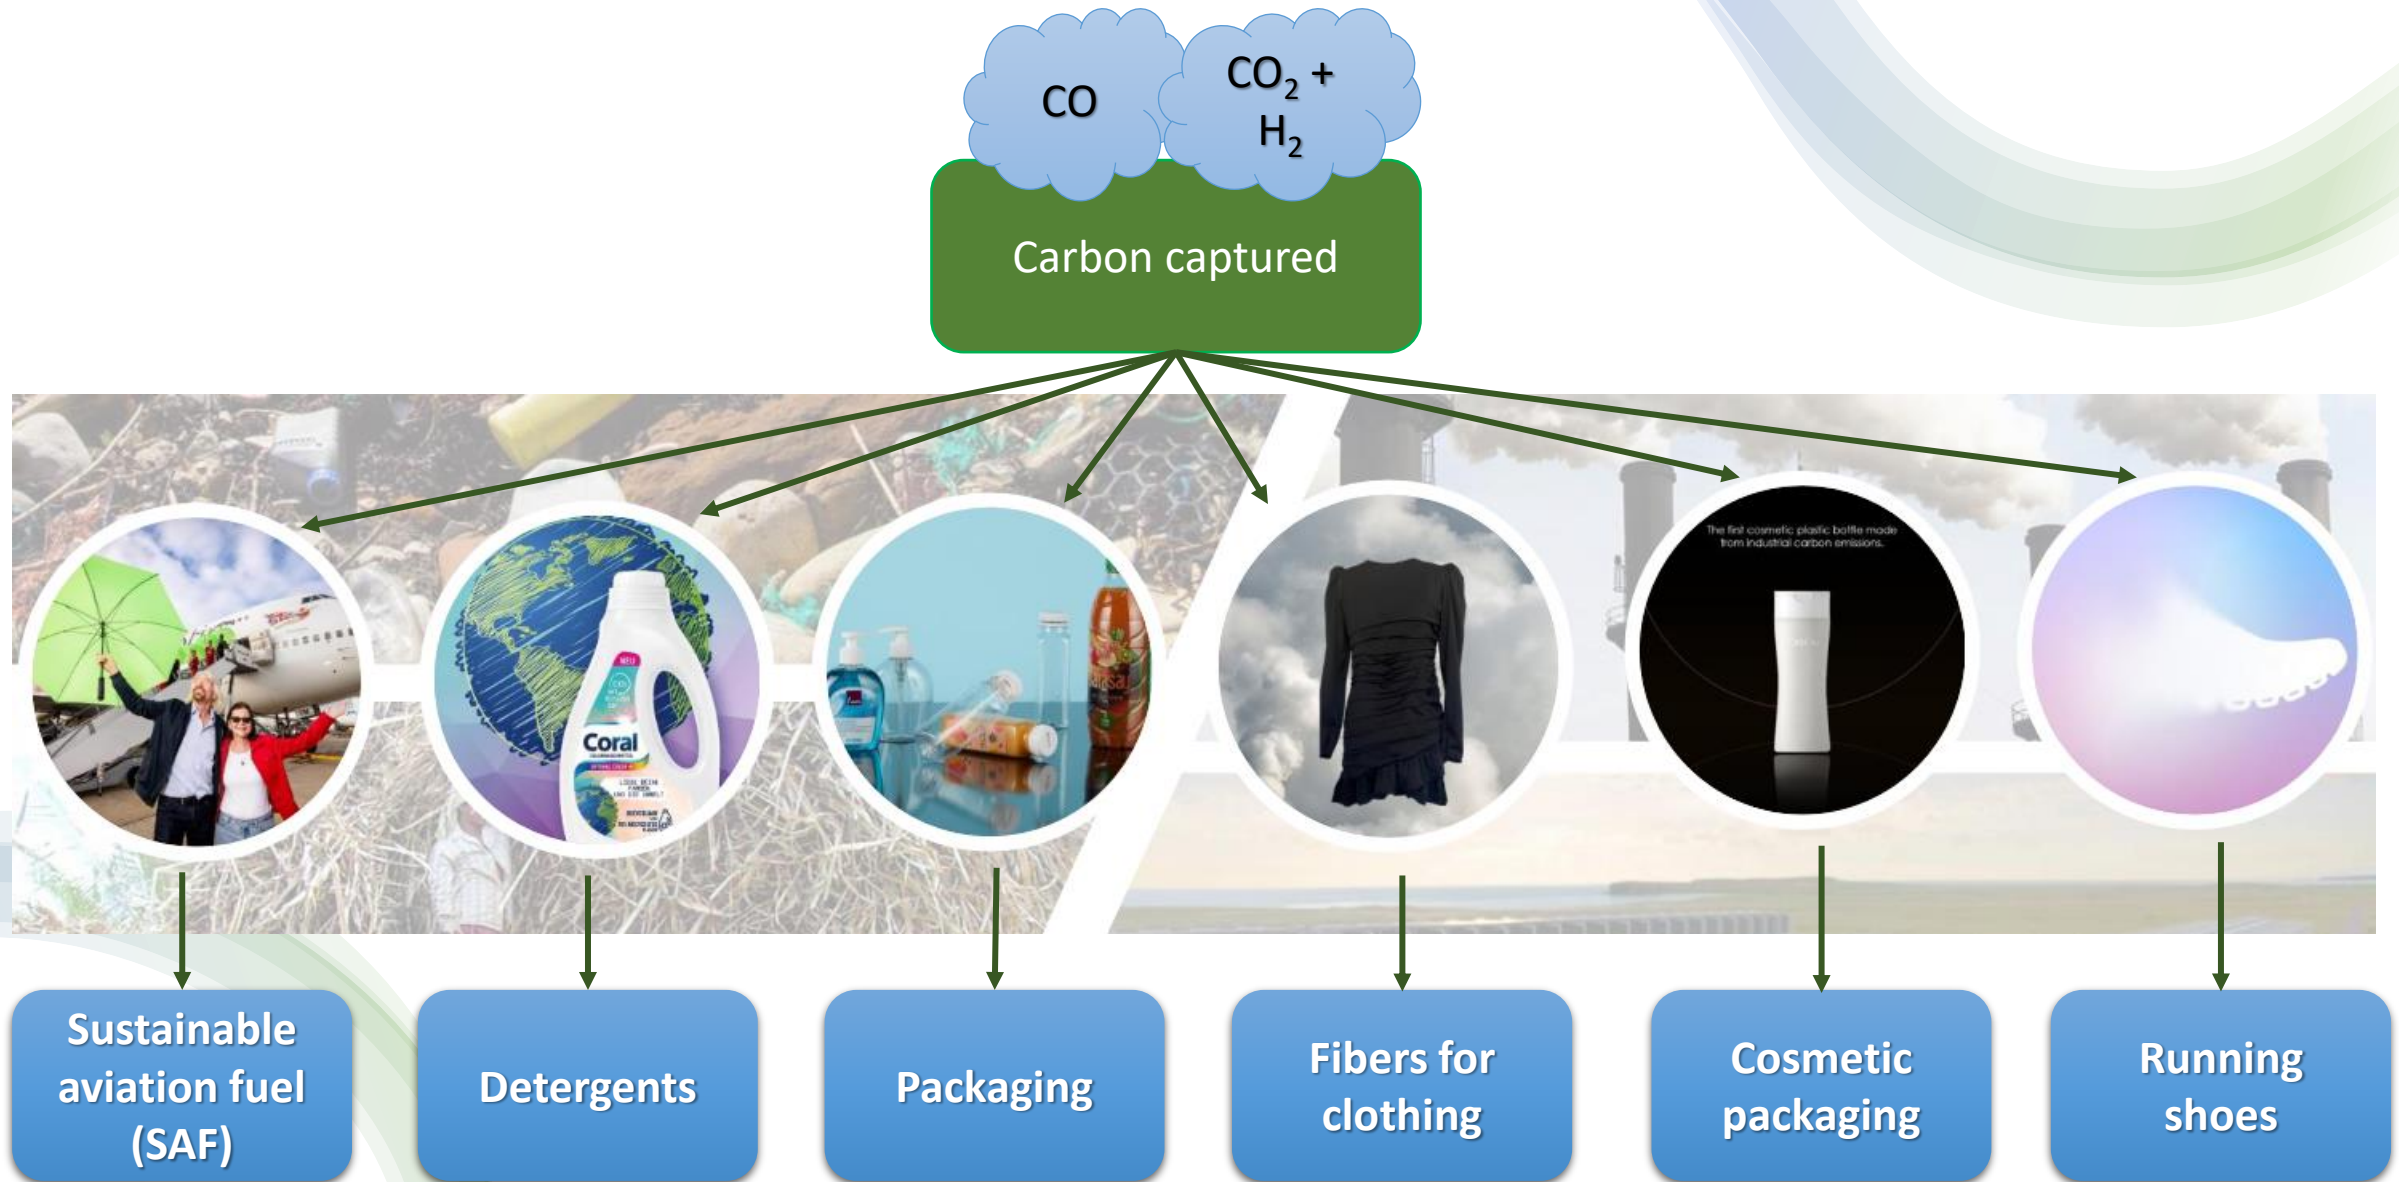 CO
CO₂ +
H₂
Carbon captured
The first cosmetic plastic bottle made
from industrial carbon emissions.
NEU
Coral
Sustainable
aviation fuel
(SAF)
Detergents
Packaging
Fibers for
clothing
Cosmetic
packaging
Running
shoes